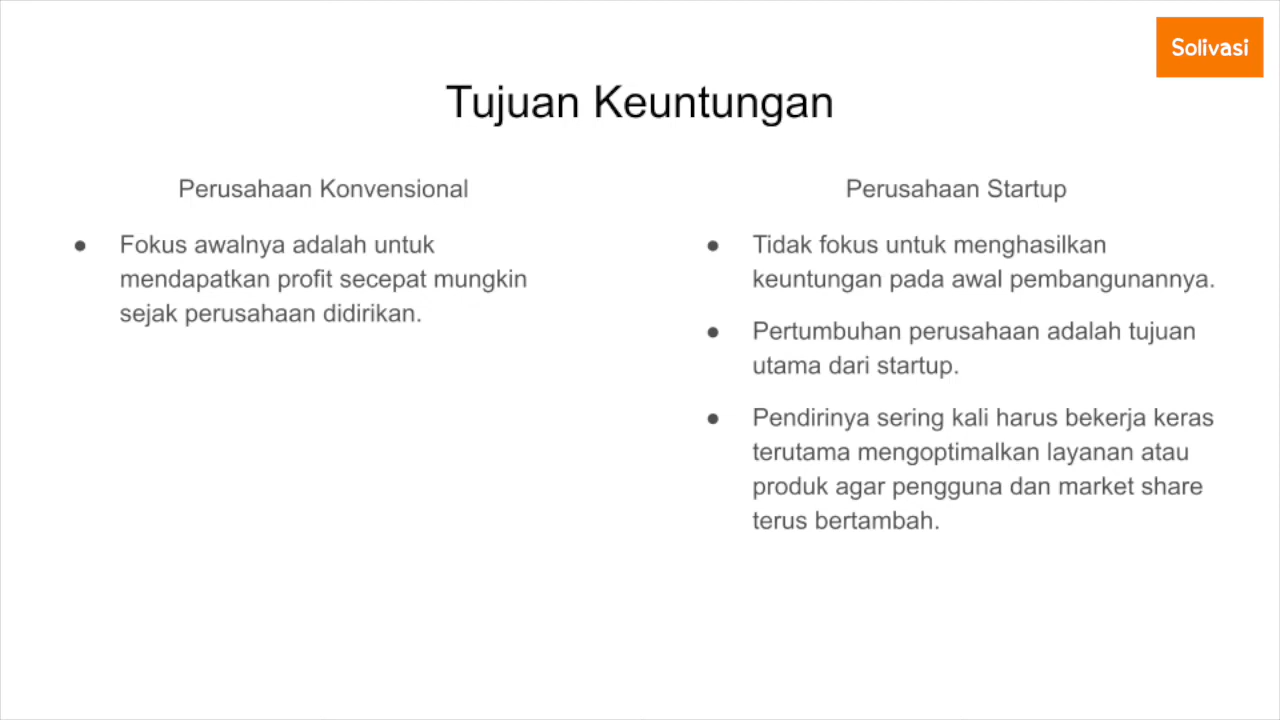 Solivasi
Tujuan Keuntungan
Perusahaan Konvensional
● Fokus awalnya adalah untuk
mendapatkan profit secepat mungkin
sejak perusahaan didirikan.
Perusahaan Startup
● Tidak fokus untuk menghasilkan
keuntungan pada awal pembangunannya.
● Pertumbuhan perusahaan adalah tujuan
utama dari startup.
● Pendirinya sering kali harus bekerja keras
terutama mengoptimalkan layanan atau
produk agar pengguna dan market share
terus bertambah.